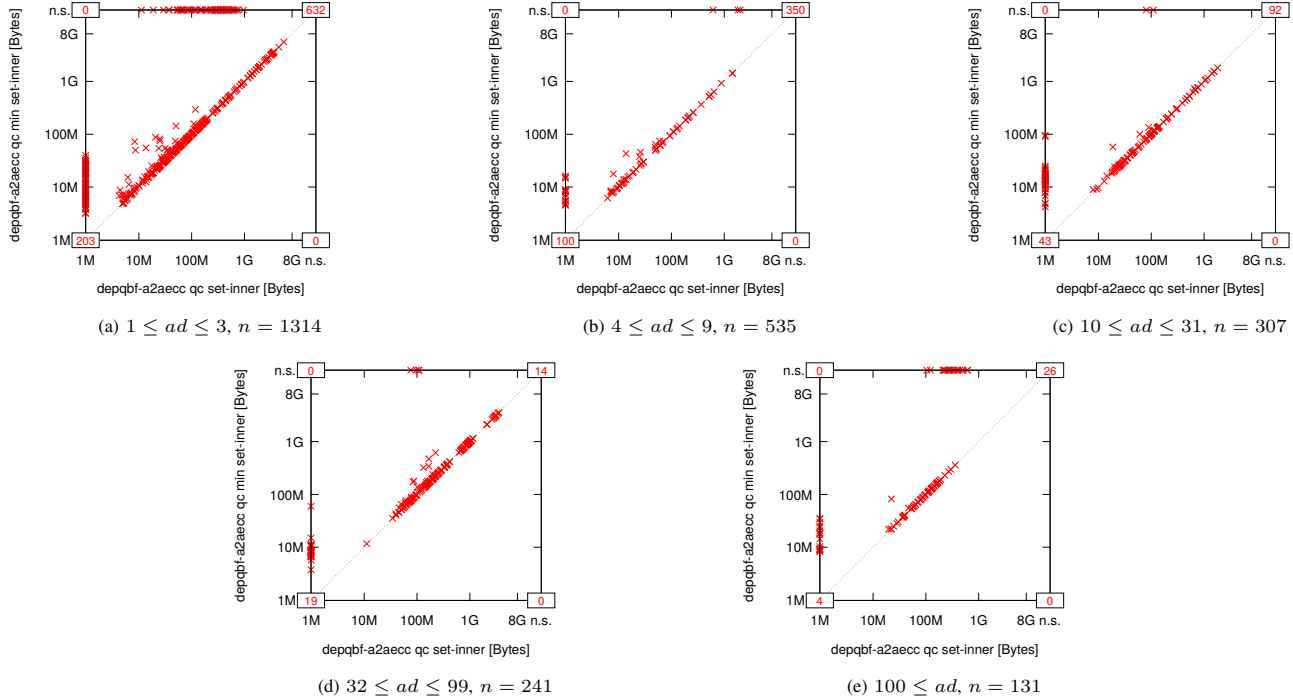 depqbf-a2aecc qc min set-inner [Bytes]
n.s. 0 632
8G
1G
100M
10M
1M 203 0
1M 10M 100M 1G 8G n.s.
depqbf-a2aecc qc set-inner [Bytes]
(a) 1 ≤ ad ≤ 3, n = 1314
depqbf-a2aecc qc min set-inner [Bytes]
n.s. 0 350
8G
1G
100M
10M
1M 100 0
1M 10M 100M 1G 8G n.s.
depqbf-a2aecc qc set-inner [Bytes]
(b) 4 ≤ ad ≤ 9, n = 535
depqbf-a2aecc qc min set-inner [Bytes]
n.s. 0 92
8G
1G
100M
10M
1M 43 0
1M 10M 100M 1G 8G n.s.
depqbf-a2aecc qc set-inner [Bytes]
(c) 10 ≤ ad ≤ 31, n = 307
depqbf-a2aecc qc min set-inner [Bytes]
n.s. 0 14
8G
1G
100M
10M
1M 19 0
1M 10M 100M 1G 8G n.s.
depqbf-a2aecc qc set-inner [Bytes]
(d) 32 ≤ ad ≤ 99, n = 241
depqbf-a2aecc qc min set-inner [Bytes]
n.s. 0 26
8G
1G
100M
10M
1M 4 0
1M 10M 100M 1G 8G n.s.
depqbf-a2aecc qc set-inner [Bytes]
(e) 100 ≤ ad, n = 131